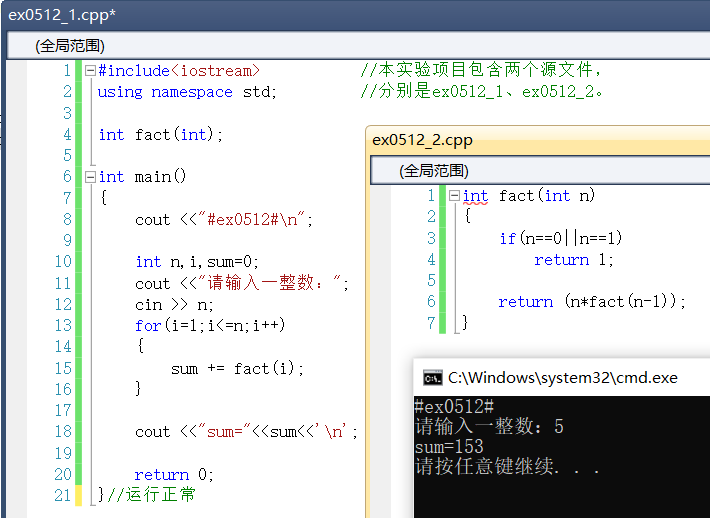 ex0512_1.cpp*
(全局范围)
1 #include<iostream> //本实验项目包含两个源文件，
2 using namespace std; //分别是ex0512_1、ex0512_2。
3
4 int fact(int);
5
6 int main()
7 {
8 cout <<"#ex0512#\n";
9
10 int n,i,sum=0;
11 cout <<"请输入一整数：";
12 cin >> n;
13 for(i=1;i<=n;i++)
14 {
15 sum += fact(i);
16 }
17
18 cout <<"sum="<<sum<<'\n';
19
20 return 0;
21 }//运行正常
ex0512_2.cpp
(全局范围)
1 int fact(int n)
2 {
3 if(n==0||n==1)
4 return 1;
5
6 return (n*fact(n-1));
7 }
C:\Windows\system32\cmd.exe
#ex0512#
请输入一整数：5
sum=153
请按任意键继续. . .